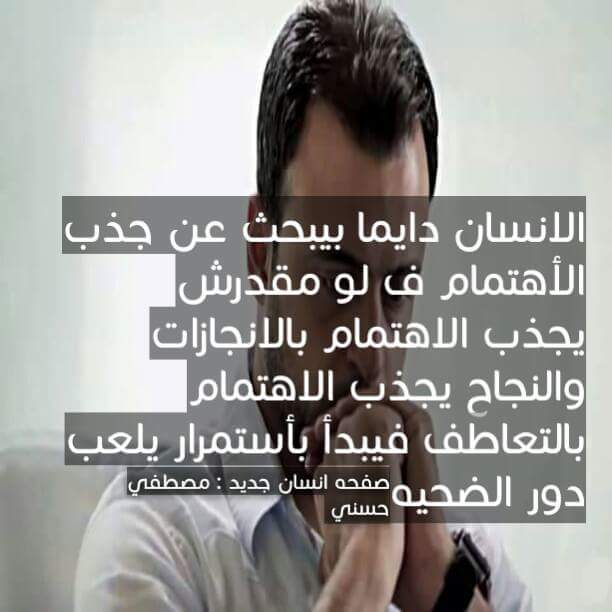 الانسان دايما بيبحث عن جذب
الأهتمام ف لو مقدرش
يجذب الاهتمام بالانجازات
والنجاح يجذب الاهتمام
بالتعاطف فيبدأ بأستمرار يلعب
دور الضحيه
صفحه انسان جديد : مصطفي
حسني